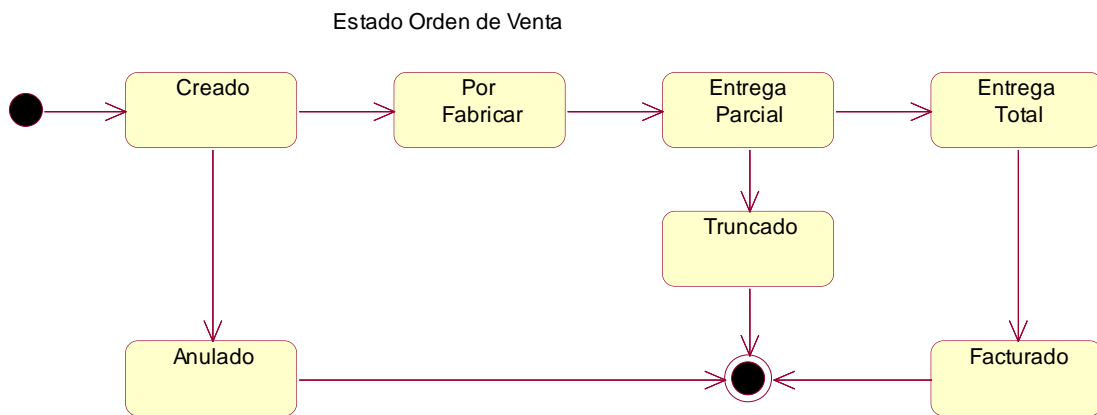 Estado Orden de Venta
Creado
Por
Fabricar
Entrega
Parcial
Entrega
Total
Truncado
Anulado
Facturado